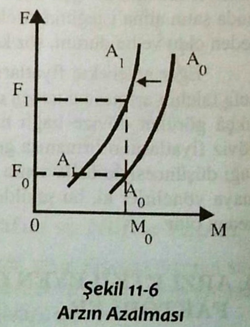 F
A₁
A₀
F₁
F₀
A₁
A₀
0
M₀
M
Şekil 11-6
Arzın Azalması